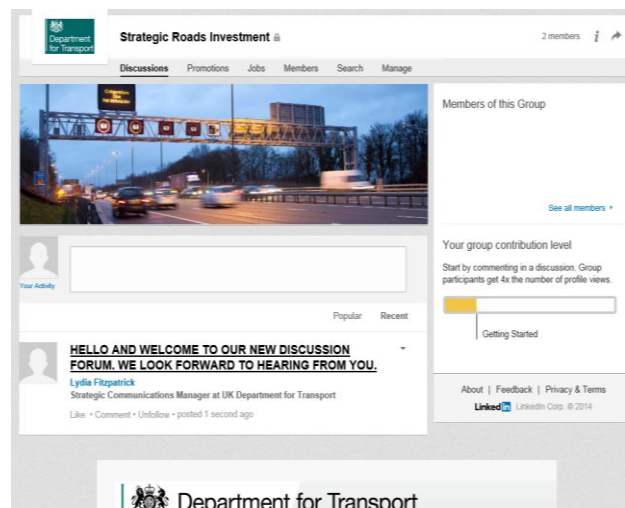 Department
for Transport
Strategic Roads Investment
2 members
Discussions Promotions Jobs Members Search Manage
Members of this Group
See all members
Your group contribution level
Start by commenting in a discussion. Group
participants get 4x the number of profile views.
Getting Started
Your Activity
Popular Recent
HELLO AND WELCOME TO OUR NEW DISCUSSION
FORUM. WE LOOK FORWARD TO HEARING FROM YOU.
Lydia Fitzpatrick
Strategic Communications Manager at UK Department for Transport
Like • Comment • Unfollow • posted 1 second ago
About | Feedback | Privacy & Terms
Linked in LinkedIn Corp. © 2014
Department for Transport